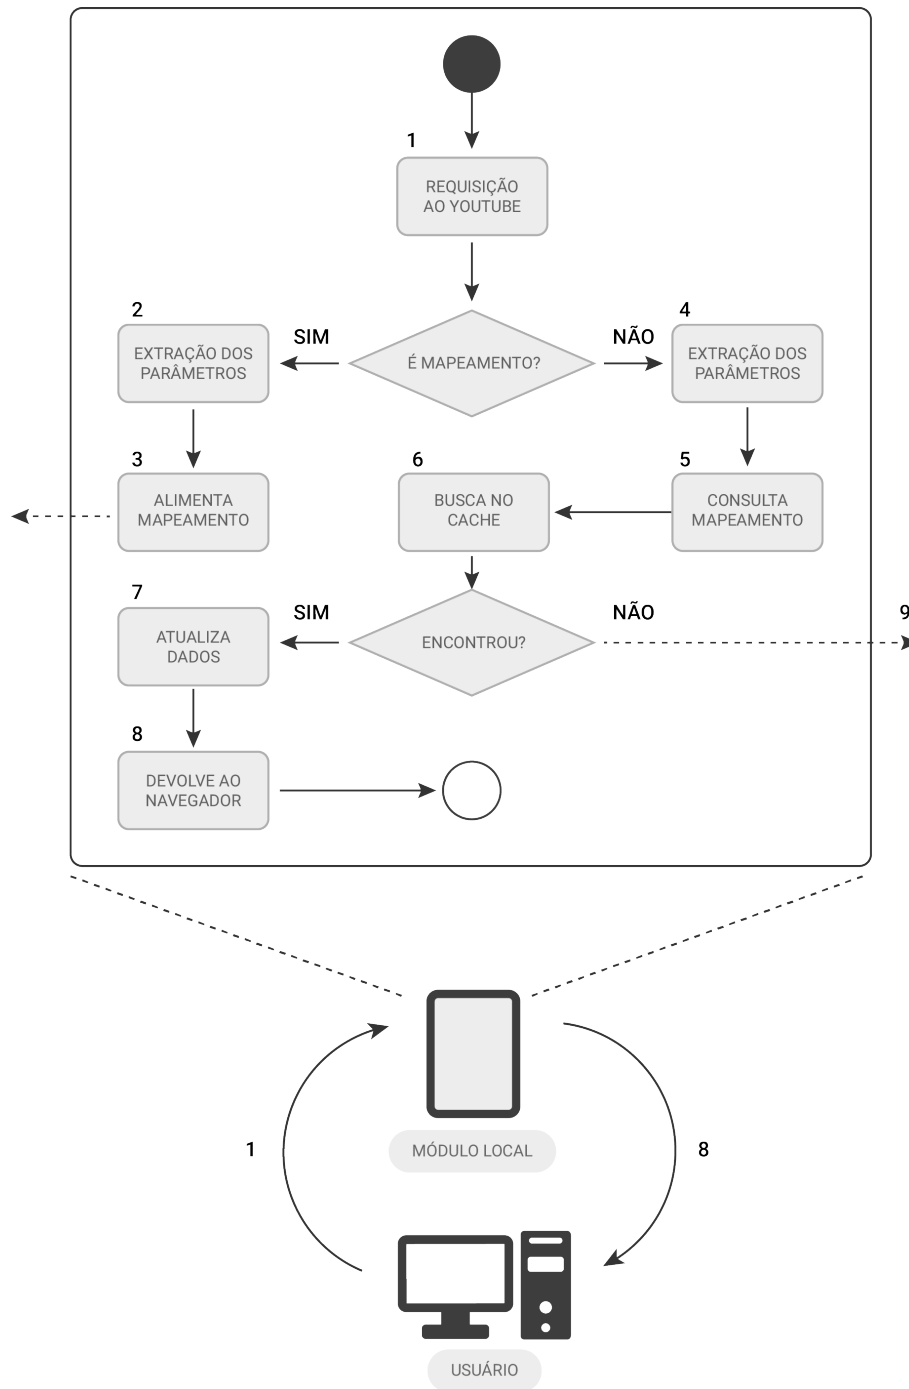 1
REQUISIÇÃO
AO YOUTUBE
2
SIM
NÃO
4
EXTRAÇÃO DOS
PARÂMETROS
É MAPEAMENTO?
EXTRAÇÃO DOS
PARÂMETROS
3
6
5
ALIMENTA
MAPEAMENTO
BUSCA NO
CACHE
CONSULTA
MAPEAMENTO
7
SIM
NÃO
9
ATUALIZA
DADOS
ENCONTROU?
8
DEVOLVE AO
NAVEGADOR
1
MÓDULO LOCAL
8
USUÁRIO